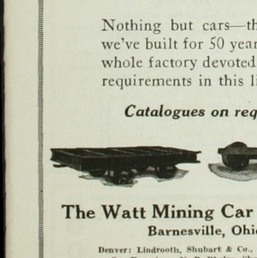 Nothing but cars—th
we've built for 50 year
whole factory devoted
requirements in this li
Catalogues on req
The Watt Mining Car
Barnesville, Ohio
Denver: Lindrooth, Shubart & Co.,